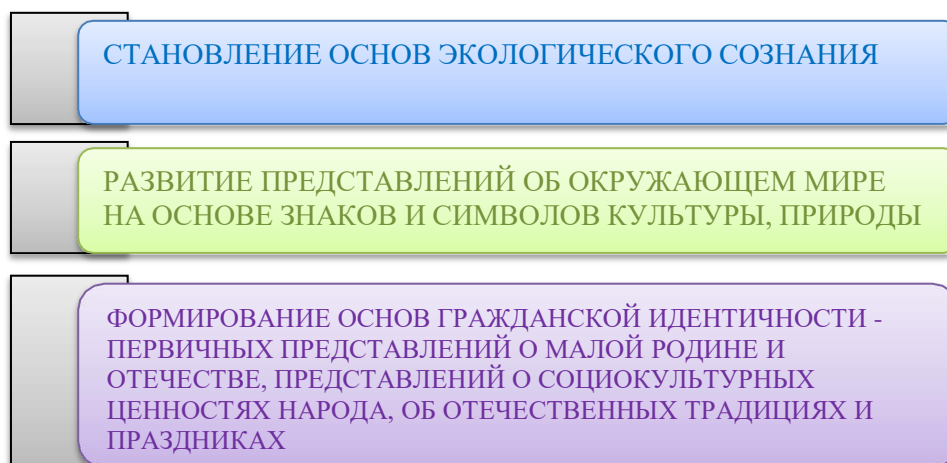 СТАНОВЛЕНИЕ ОСНОВ ЭКОЛОГИЧЕСКОГО СОЗНАНИЯ
РАЗВИТИЕ ПРЕДСТАВЛЕНИЙ ОБ ОКРУЖАЮЩЕМ МИРЕ
НА ОСНОВЕ ЗНАКОВ И СИМВОЛОВ КУЛЬТУРЫ, ПРИРОДЫ
ФОРМИРОВАНИЕ ОСНОВ ГРАЖДАНСКОЙ ИДЕНТИЧНОСТИ -
ПЕРВИЧНЫХ ПРЕДСТАВЛЕНИЙ О МАЛОЙ РОДИНЕ И
ОТЕЧЕСТВЕ, ПРЕДСТАВЛЕНИЙ О СОЦИОКУЛЬТУРНЫХ
ЦЕННОСТЯХ НАРОДА, ОБ ОТЕЧЕСТВЕННЫХ ТРАДИЦИЯХ И
ПРАЗДНИКАХ